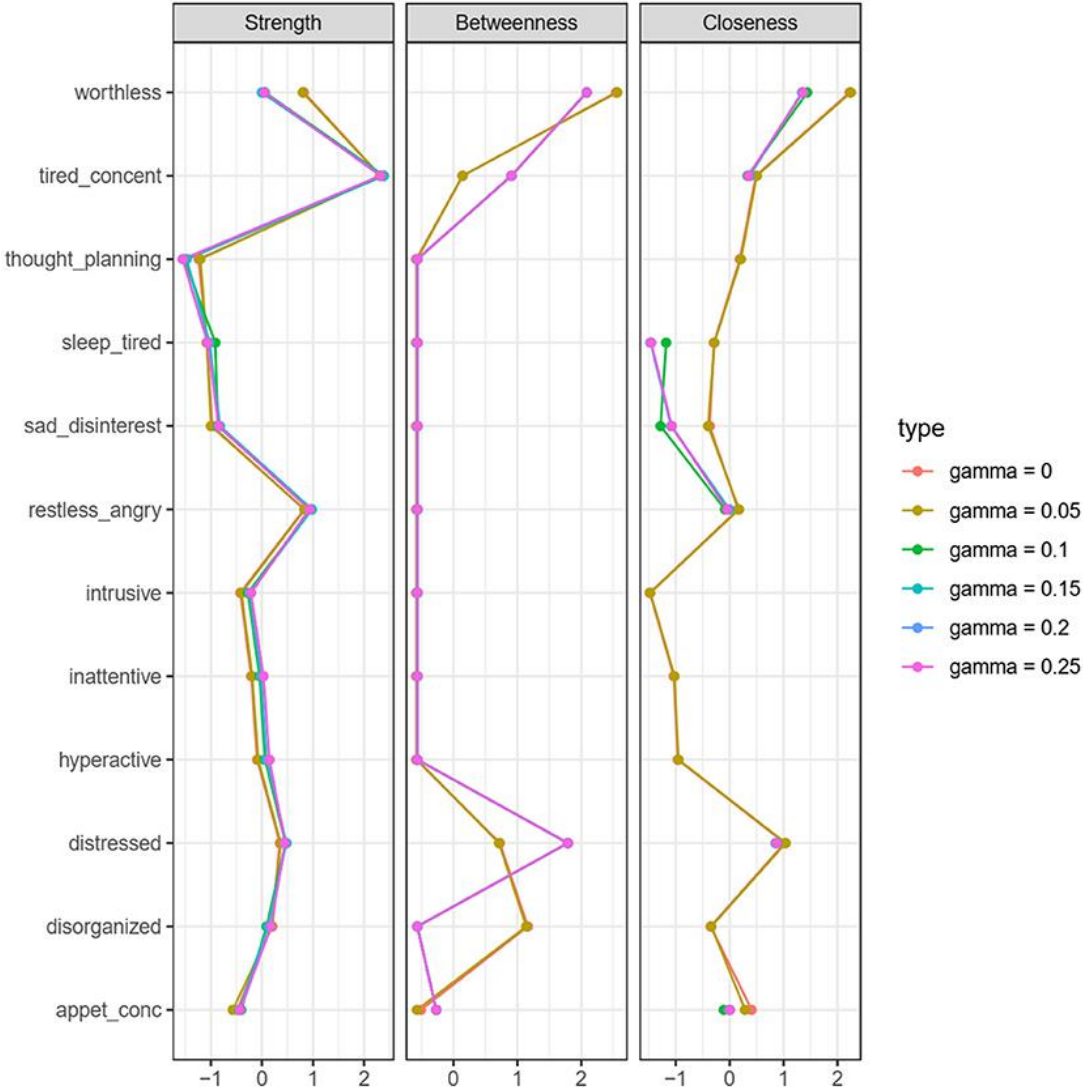 Strength Betweenness Closeness
worthless
tired_concent
thought_planning
sleep_tired
sad_disinterest
restless_angry
intrusive
inattentive
hyperactive
distressed
disorganized
appet_conc
−1 0 1 2 0 1 2 −1 0 1 2
type
gamma = 0
gamma = 0.05
gamma = 0.1
gamma = 0.15
gamma = 0.2
gamma = 0.25